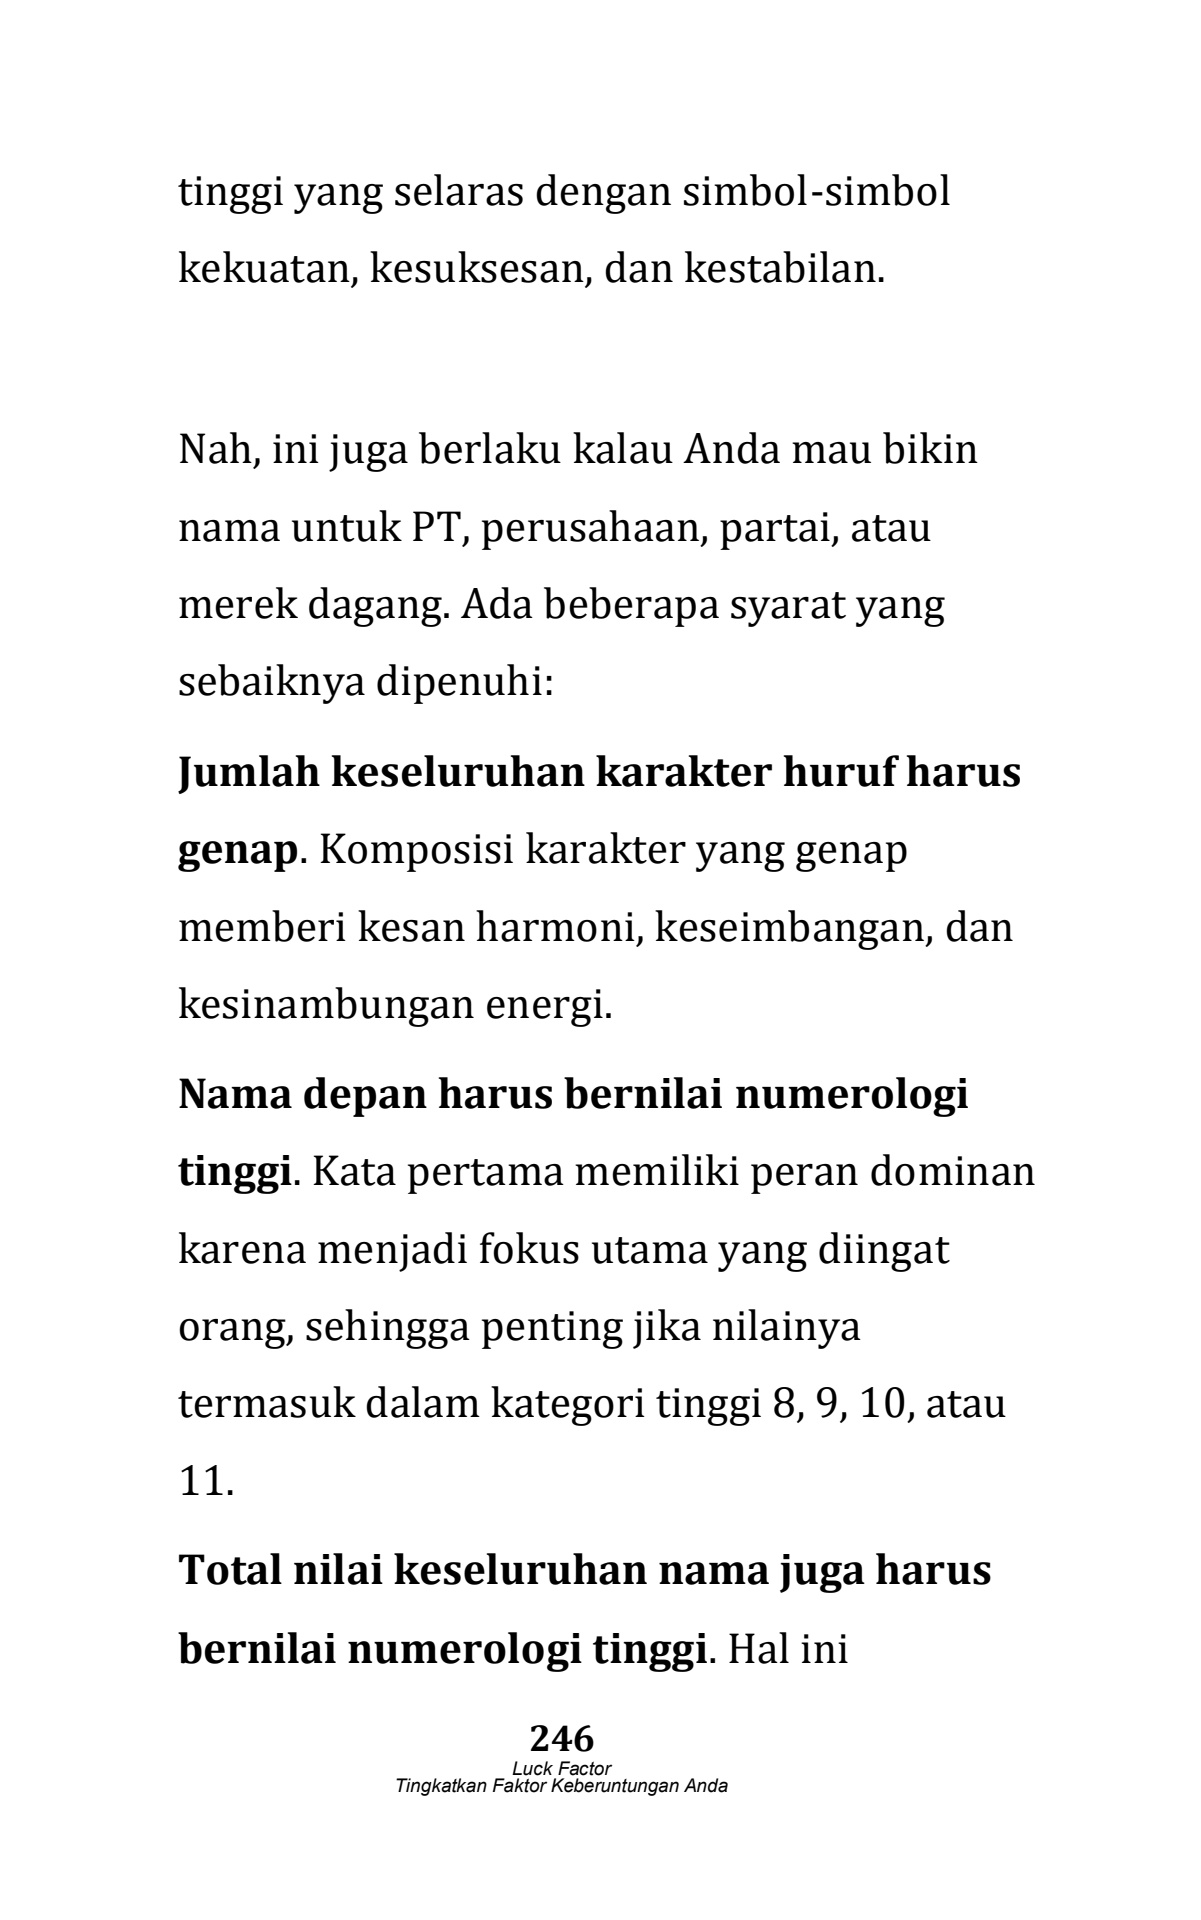 tinggi yang selaras dengan simbol-simbol
kekuatan, kesuksesan, dan kestabilan.
Nah, ini juga berlaku kalau Anda mau bikin
nama untuk PT, perusahaan, partai, atau
merek dagang. Ada beberapa syarat yang
sebaiknya dipenuhi:
Jumlah keseluruhan karakter huruf harus
genap. Komposisi karakter yang genap
memberi kesan harmoni, keseimbangan, dan
kesinambungan energi.
Nama depan harus bernilai numerologi
tinggi. Kata pertama memiliki peran dominan
karena menjadi fokus utama yang diingat
orang, sehingga penting jika nilainya
termasuk dalam kategori tinggi 8, 9, 10, atau
11.
Total nilai keseluruhan nama juga harus
bernilai numerologi tinggi. Hal ini
246
Luck Factor
Tingkatkan Faktor Keberuntungan Anda